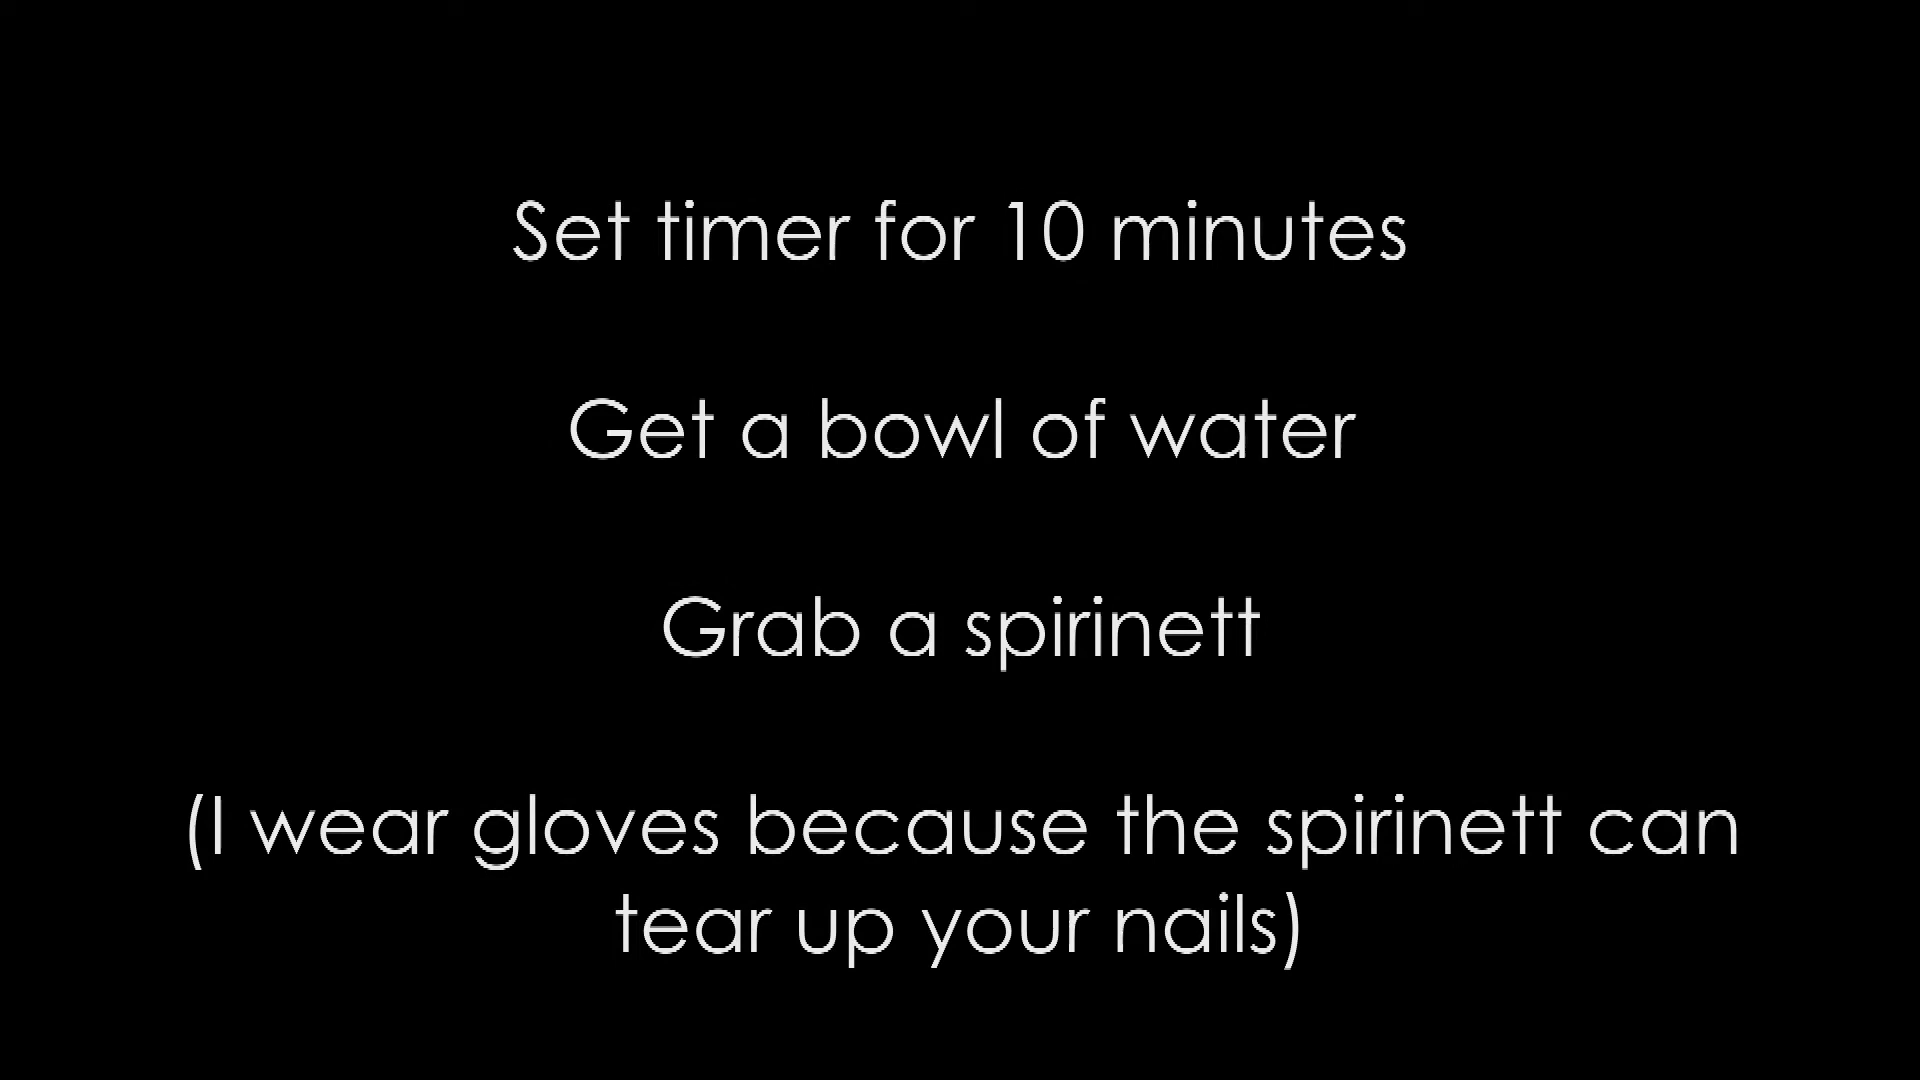 Set timer for 10 minutes
Get a bowl of water
Grab a spirinett
(I wear gloves because the spirinett can
tear up your nails)